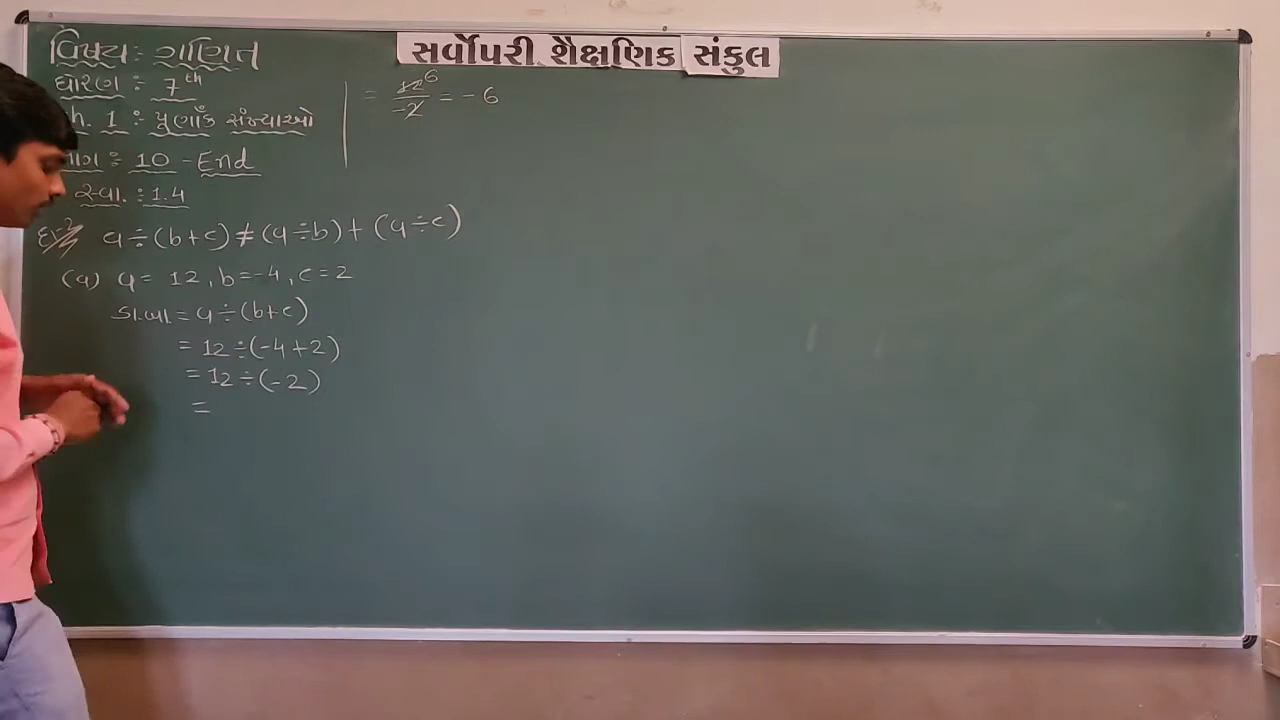 સર્વોપરી શૈક્ષણિક સંકુલ
વિષય : ગણિત
ધોરણ : 7th
h. 1 : પૂર્ણાંક સંખ્યાઓ
ભાગ : 10 - End
સ્વા. : 1.4
a ÷ (b + c) ≠ (a ÷ b) + (a ÷ c)
(a) a = 12, b = -4, c = 2
ડા.બા. = a ÷ (b + c)
= 12 ÷ (-4 + 2)
= 12 ÷ (-2)
=
= 12 6 / -2 = - 6